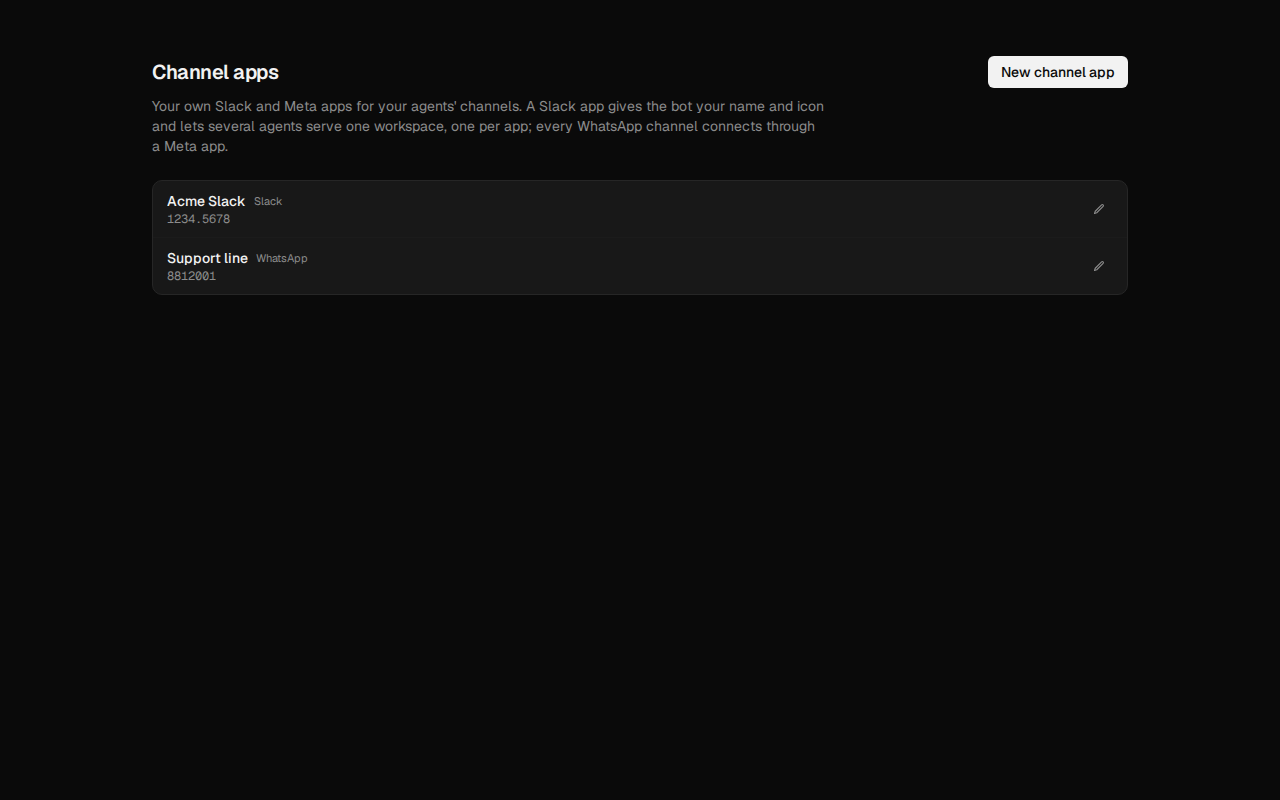 Channel apps
New channel app
Your own Slack and Meta apps for your agents' channels. A Slack app gives the bot your name and icon
and lets several agents serve one workspace, one per app; every WhatsApp channel connects through
a Meta app.
Acme Slack Slack
1234.5678
Support line WhatsApp
8812001